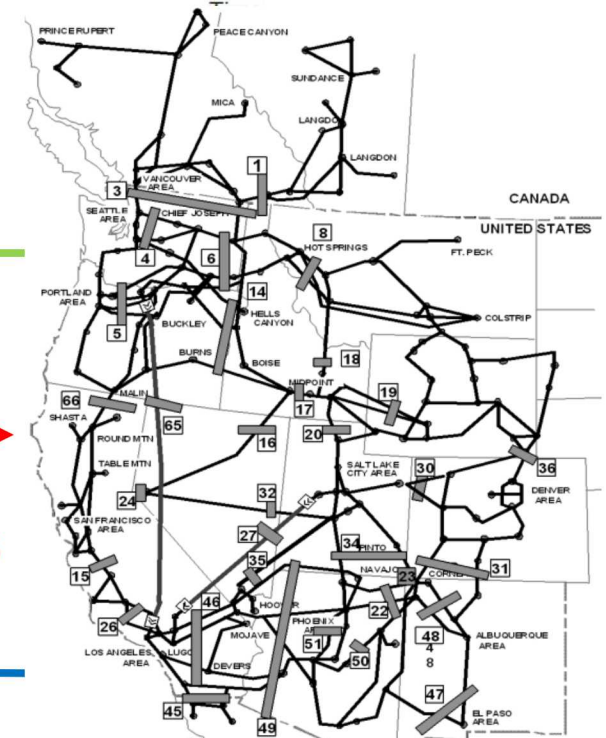 PRINCE RUPERT
PEACE CANYON
SUNDANCE
MICA
LANGDO
LANGDON
1
VANCOUVER
AREA
3
CANADA
SEATTLE
AREA
CHIEF JOSEPH
UNITED STATES
4
6
8
HOT SPRINGS
FT. PECK
PORTLAND
AREA
14
HELLS
CANYON
COLSTRIP
5
BUCKLEY
BURNS
BOISE
18
MIDPOINT
66
MALIN
17
19
SHASTA
65
ROUND MTN
16
20
TABLE MTN
SALT LAKE
CITY AREA
30
36
24
32
DENVER
AREA
SAN FRANCISCO
AREA
27
34
PINTO
15
35
NAVAJO
23
31
26
46
HOOVER
22
PHOENIX
MOJAVE
51
48
ALBUQUERQUE
AREA
4
8
LOS ANGELES
AREA
LUGO
50
DEVERS
47
45
49
EL PASO
AREA